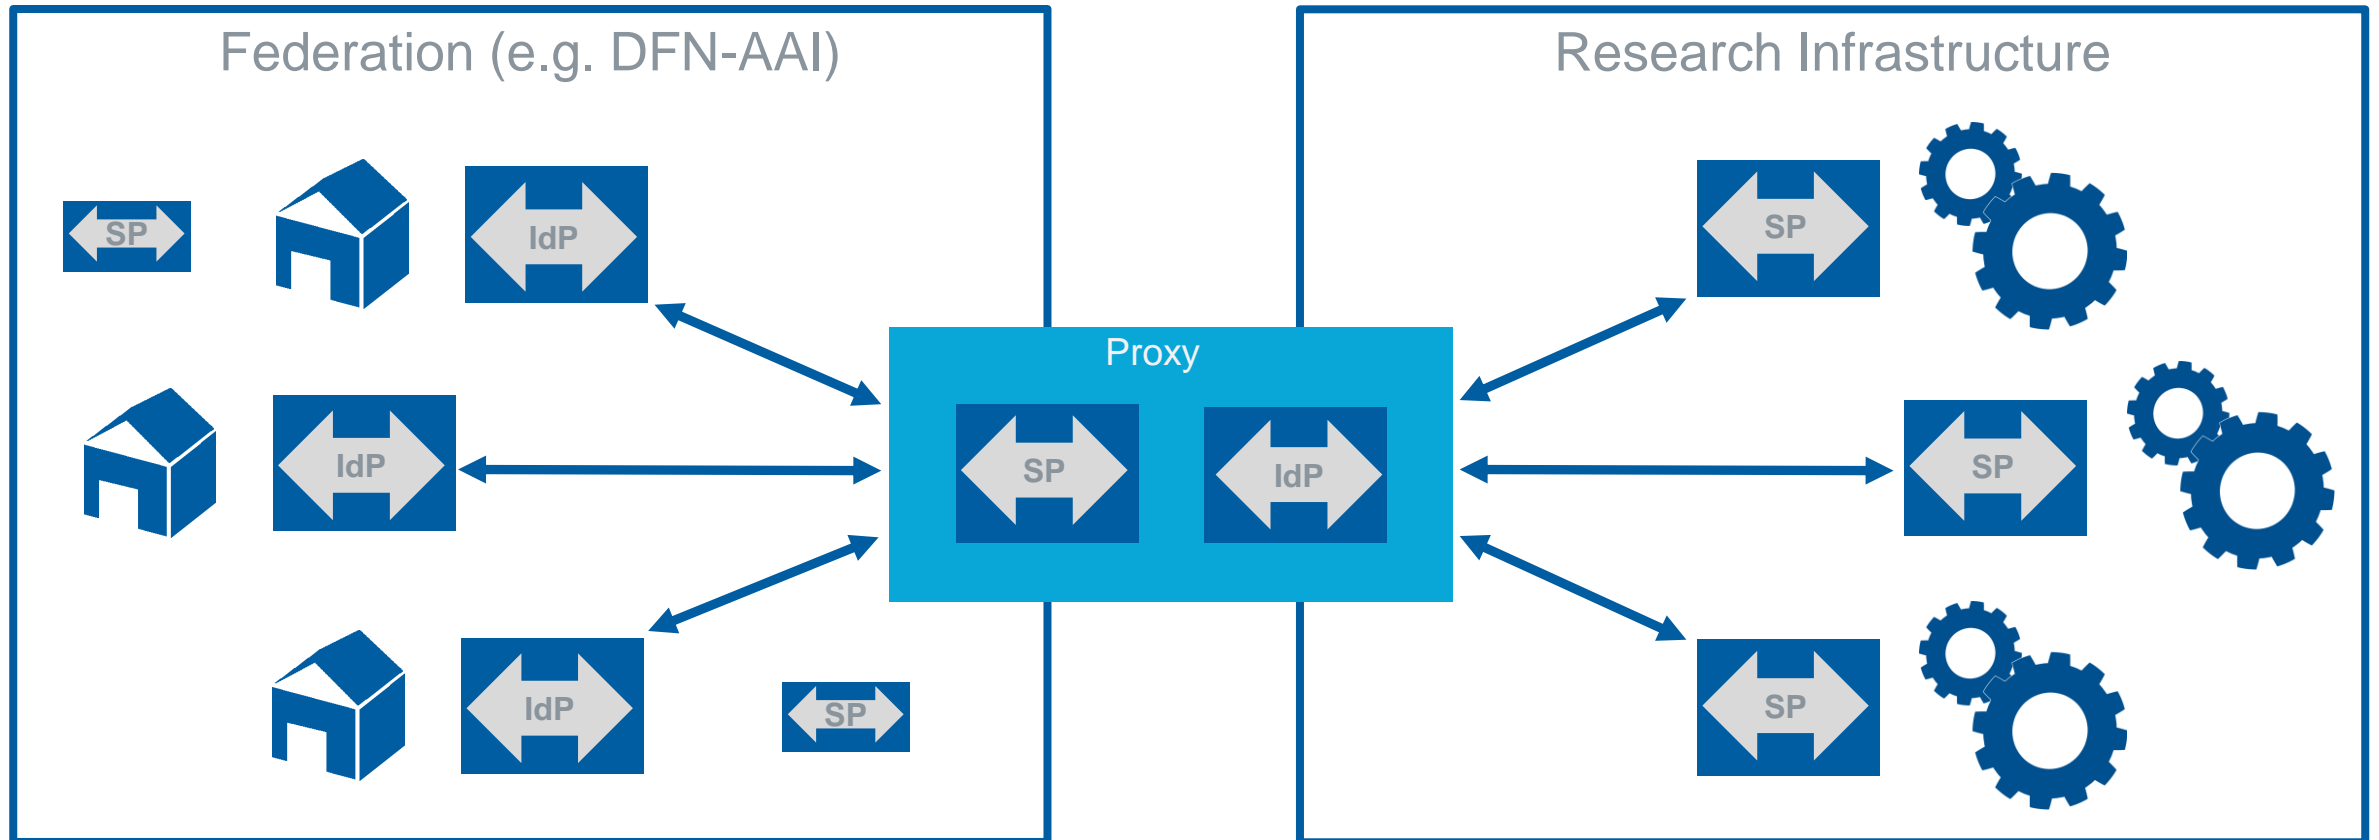 Federation (e.g. DFN-AAI)
Research Infrastructure
SP
IdP
SP
Proxy
IdP
SP
IdP
SP
IdP
SP
SP